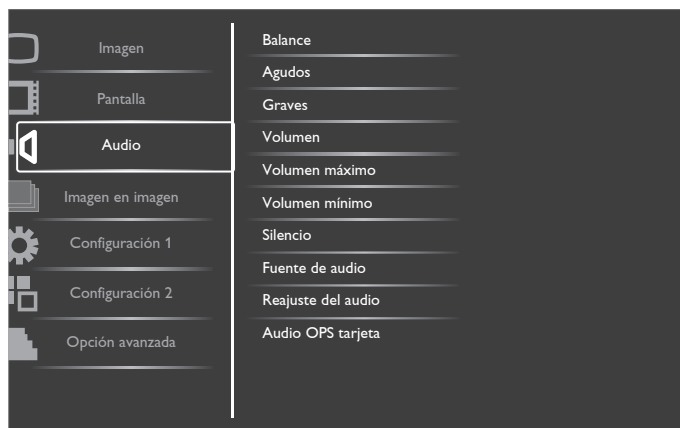 Imagen
Pantalla
Audio
Imagen en imagen
Configuración 1
Configuración 2
Opción avanzada
Balance
Agudos
Graves
Volumen
Volumen máximo
Volumen mínimo
Silencio
Fuente de audio
Reajuste del audio
Audio OPS tarjeta